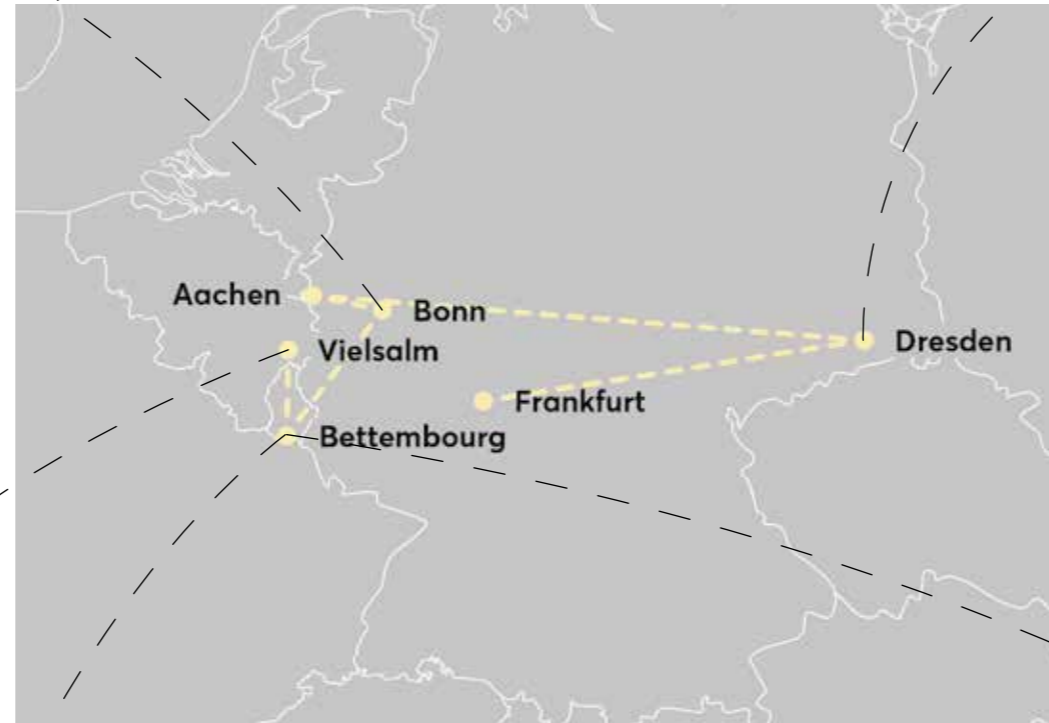 Aachen
Bonn
Dresden
Vielsalm
Frankfurt
Bettembourg